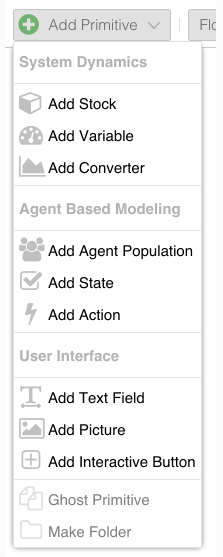 Add Primitive
System Dynamics
Add Stock
Add Variable
Add Converter
Agent Based Modeling
Add Agent Population
Add State
Add Action
User Interface
Add Text Field
Add Picture
Add Interactive Button
Ghost Primitive
Make Folder